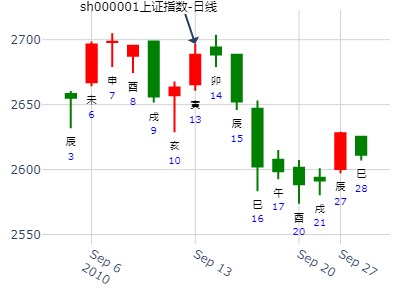 sh000001上证指数-日线
2700
2650
2600
2550
辰
3
未
6
申
7
酉
8
戌
9
亥
10
寅
13
卯
14
辰
15
巳
16
午
17
酉
20
戌
21
辰
27
巳
28
Sep 6
2010
Sep 13
Sep 20
Sep 27